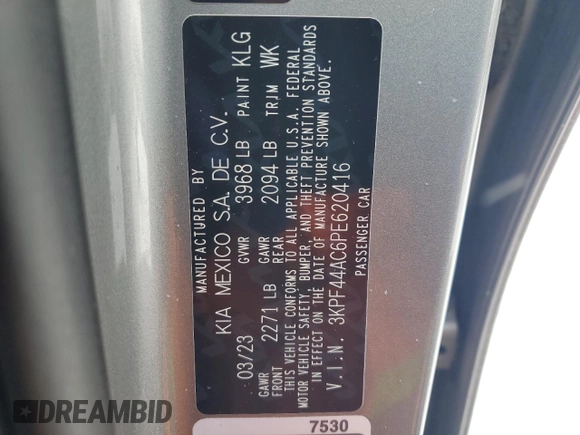 MANUFACTURED BY
KIA MEXICO S.A. DE C.V.
03/23 GVWR 3968 LB PAINT KLG
GAWR FRONT 2271 LB GAWR REAR 2094 LB TRIM WK
THIS VEHICLE CONFORMS TO ALL APPLICABLE U.S.A. FEDERAL
MOTOR VEHICLE SAFETY, BUMPER, AND THEFT PREVENTION STANDARDS
IN EFFECT ON THE DATE OF MANUFACTURE SHOWN ABOVE.
V.I.N. 3KPF44AC6PE620416
PASSENGER CAR
7530
DREAMBID